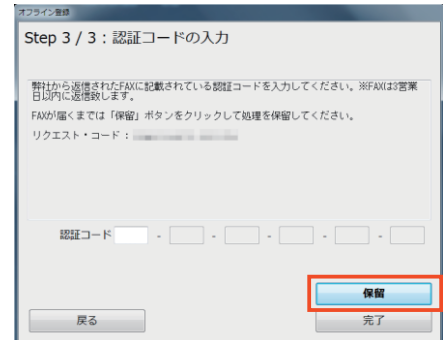 オフライン登録
Step 3 / 3：認証コードの入力
弊社から返信されたFAXに記載されている認証コードを入力してください。※FAXは3営業
日以内に返信致します。
FAXが届くまでは「保留」ボタンをクリックして処理を保留してください。
リクエスト・コード：
認証コード - - - - -
保留
戻る
完了